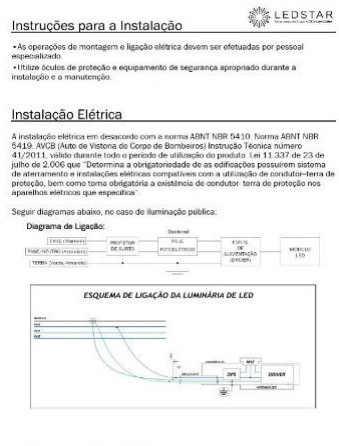 LEDSTAR
Instruções para a Instalação
•As operações de montagem e ligação elétrica devem ser efetuadas por pessoal
especializado.
•Utilize óculos de proteção e equipamento de segurança apropriado durante a
instalação e a manutenção.
Instalação Elétrica
A instalação elétrica em desacordo com a norma ABNT NBR 5410. Norma ABNT NBR
5419. AVCB (Auto de Vistoria do Corpo de Bombeiros) Instrução Técnica número
41/2011, válido durante todo o período de utilização do produto. Lei 11.337 de 23 de
julho de 2.006 que "Determina a obrigatoriedade de as edificações possuírem sistema
de aterramento e instalações elétricas compatíveis com a utilização de condutor-terra de
proteção, bem como torna obrigatória a existência de condutor- terra de proteção nos
aparelhos elétricos que especifica"
Seguir diagramas abaixo, no caso de iluminação pública:
Diagrama de Ligação:
Opcional
FASE
PROTETOR
DE SURTO
RELE
FOTOELÉTRICO
FONTE
DE
ALIMENTAÇÃO
(DRIVER)
MÓDULO
LED
FASE/NEUTRO
TERRA (Verde/Amarelo)
ESQUEMA DE LIGAÇÃO DA LUMINÁRIA DE LED
DPS
DRIVER